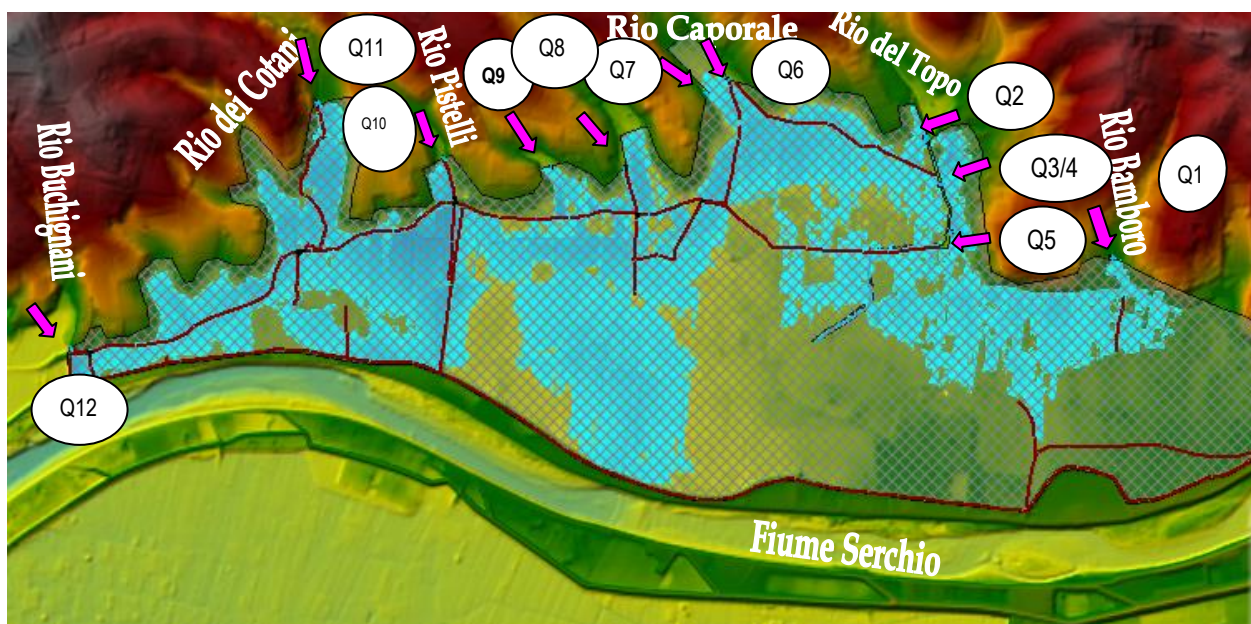 Rio Buchignani
Rio dei Cotani
Q11
Q10
Rio Pistelli
Q9
Q8
Q7
Rio Caporale
Q6
Rio del Topo
Q2
Q3/4
Q5
Rio Bamboro
Q1
Q12
Fiume Serchio